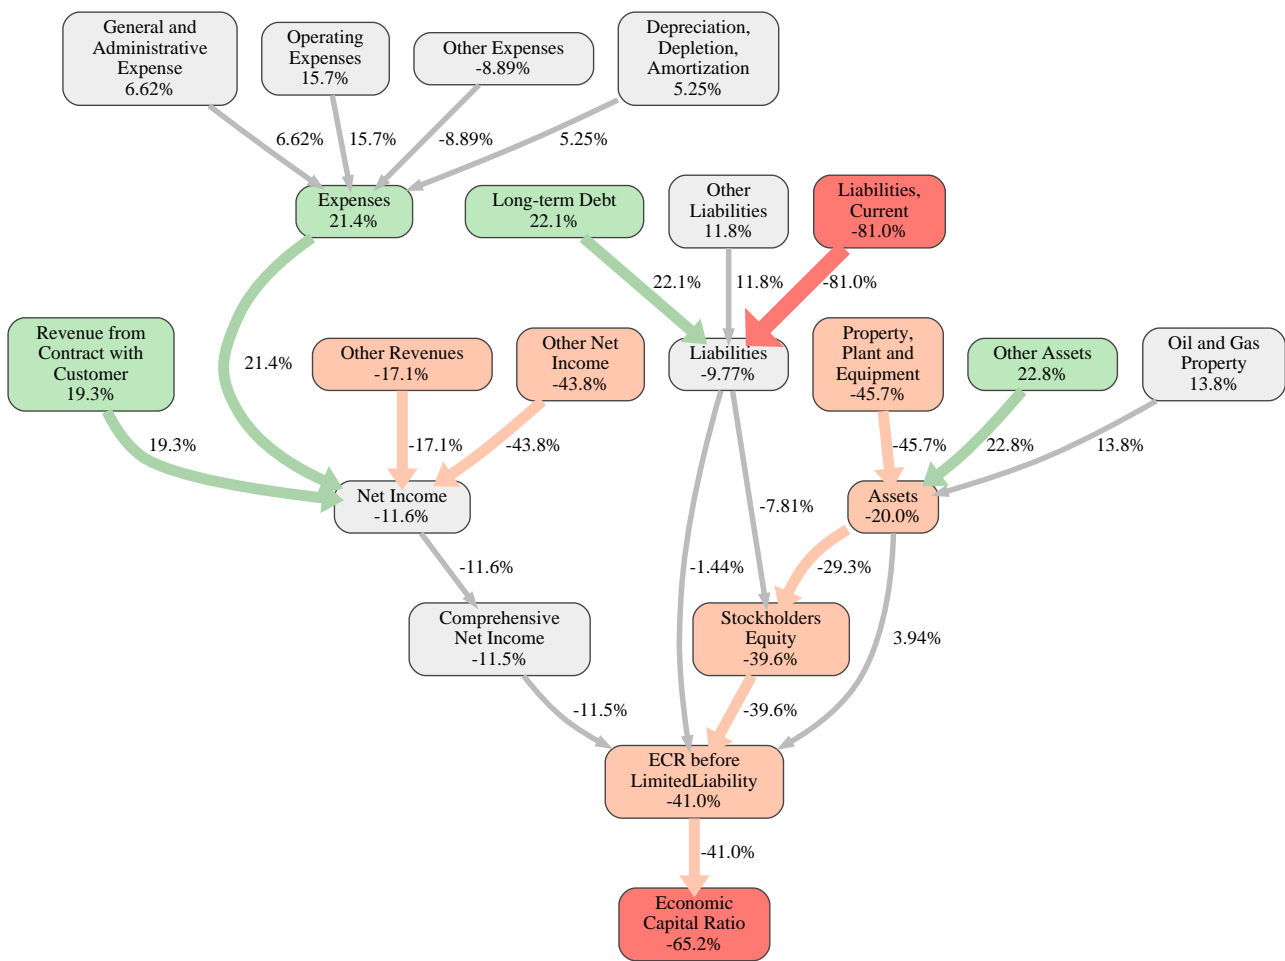 General and
Administrative
Expense
6.62%
Operating
Expenses
15.7%
Other Expenses
-8.89%
Depreciation,
Depletion,
Amortization
5.25%
6.62%
15.7%
-8.89%
5.25%
Expenses
21.4%
Long-term Debt
22.1%
Other
Liabilities
11.8%
Liabilities,
Current
-81.0%
22.1%
11.8%
-81.0%
Revenue from
Contract with
Customer
19.3%
21.4%
Other Revenues
-17.1%
Other Net
Income
-43.8%
Liabilities
-9.77%
Property,
Plant and
Equipment
-45.7%
Other Assets
22.8%
Oil and Gas
Property
13.8%
19.3%
-17.1%
-43.8%
-45.7%
22.8%
13.8%
Net Income
-11.6%
-7.81%
Assets
-20.0%
-11.6%
-1.44%
-29.3%
Comprehensive
Net Income
-11.5%
Stockholders
Equity
-39.6%
3.94%
-11.5%
-39.6%
ECR before
LimitedLiability
-41.0%
-41.0%
Economic
Capital Ratio
-65.2%